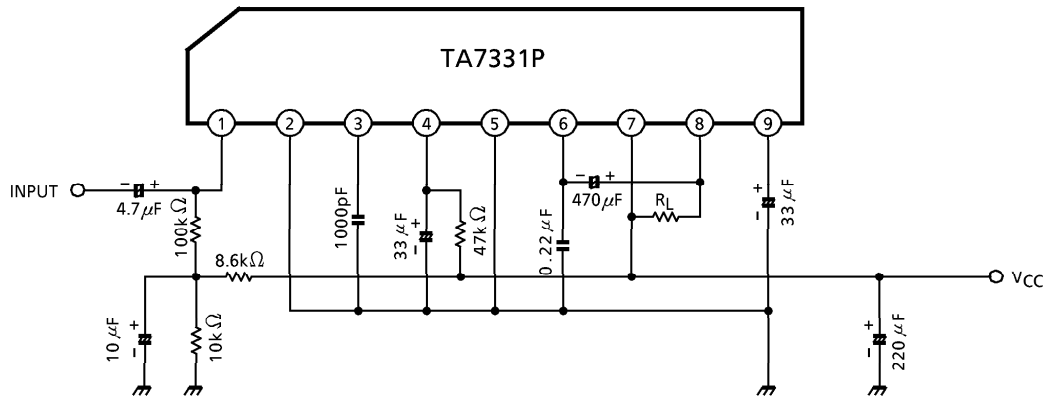 TA7331P
1 2 3 4 5 6 7 8 9
INPUT
− +
4.7μF
100kΩ
1000pF
33μF
+
−
47kΩ
− +
470μF
0.22μF
RL
+
−
33μF
8.6kΩ
VCC
10μF
+
−
10kΩ
+
−
220μF